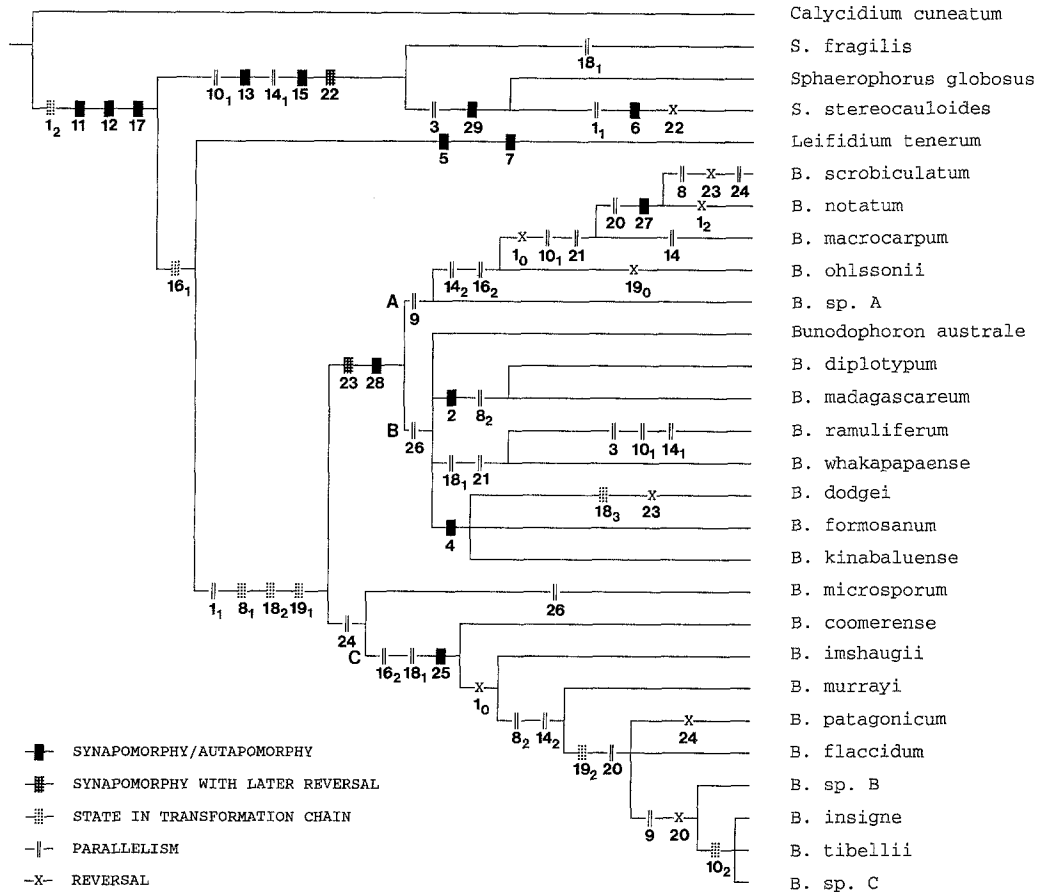 Calycidium cuneatum
S. fragilis
18₁
10₁ 13 14₁ 15 22
Sphaerophorus globosus
S. stereocauloides
1₂ 11 12 17
3 29 1₁ 6 22
Leifidium tenerum
5 7
B. scrobiculatum
8 23 24
B. notatum
20 27 1₂
B. macrocarpum
1₀ 10₁ 21 14
B. ohlssonii
16₁
14₂ 16₂ 19₀
A
B. sp. A
9
Bunodophoron australe
B. diplotypum
23 28
B. madagascareum
2 8₂
B. ramuliferum
B
26
3 10₁ 14₁
B. whakapapaense
18₁ 21
B. dodgei
18₃ 23
B. formosanum
4
B. kinabaluense
B. microsporum
1₁ 8₁ 18₂ 19₁
26
B. coomerense
24
C
B. imshaugii
16₂ 18₁ 25
B. murrayi
1₀
B. patagonicum
8₂ 14₂
24
B. flaccidum
19₂ 20
B. sp. B
B. insigne
9 20
B. tibellii
10₂
B. sp. C
SYNAPOMORPHY/AUTAPOMORPHY
SYNAPOMORPHY WITH LATER REVERSAL
STATE IN TRANSFORMATION CHAIN
PARALLELISM
X REVERSAL